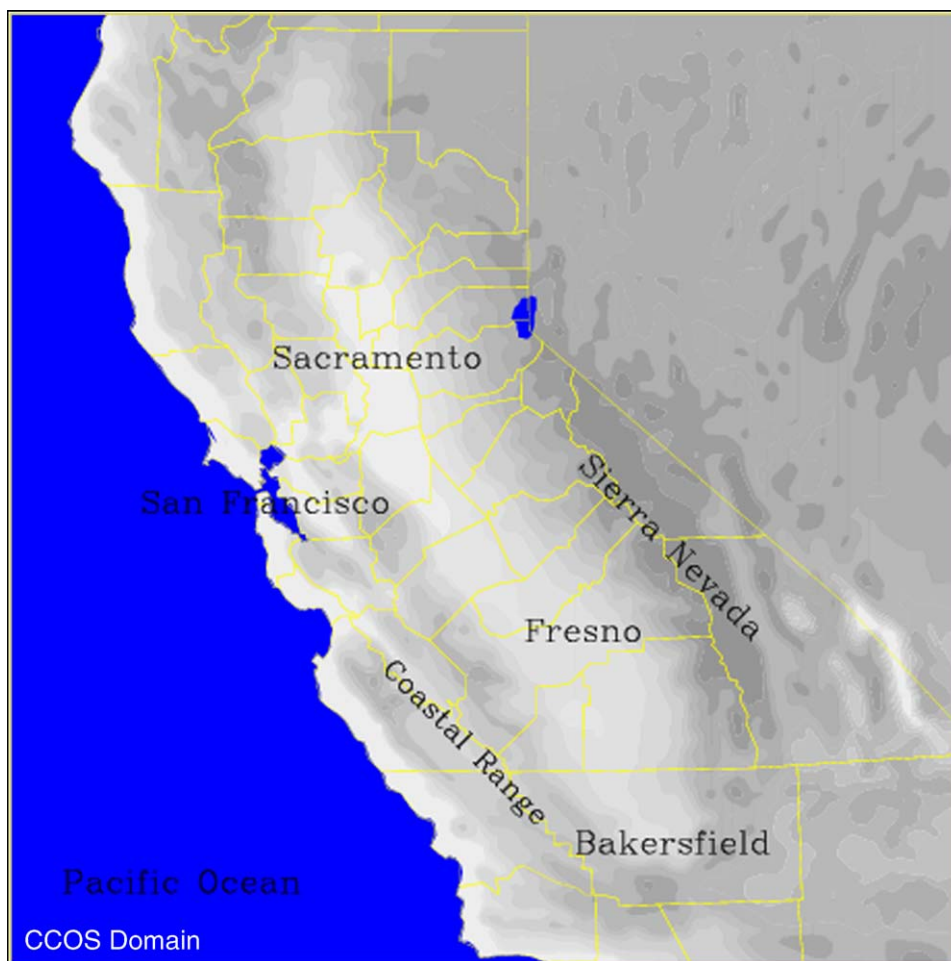 Sacramento
San Francisco
Sierra Nevada
Fresno
Coastal Range
Bakersfield
Pacific Ocean
CCOS Domain